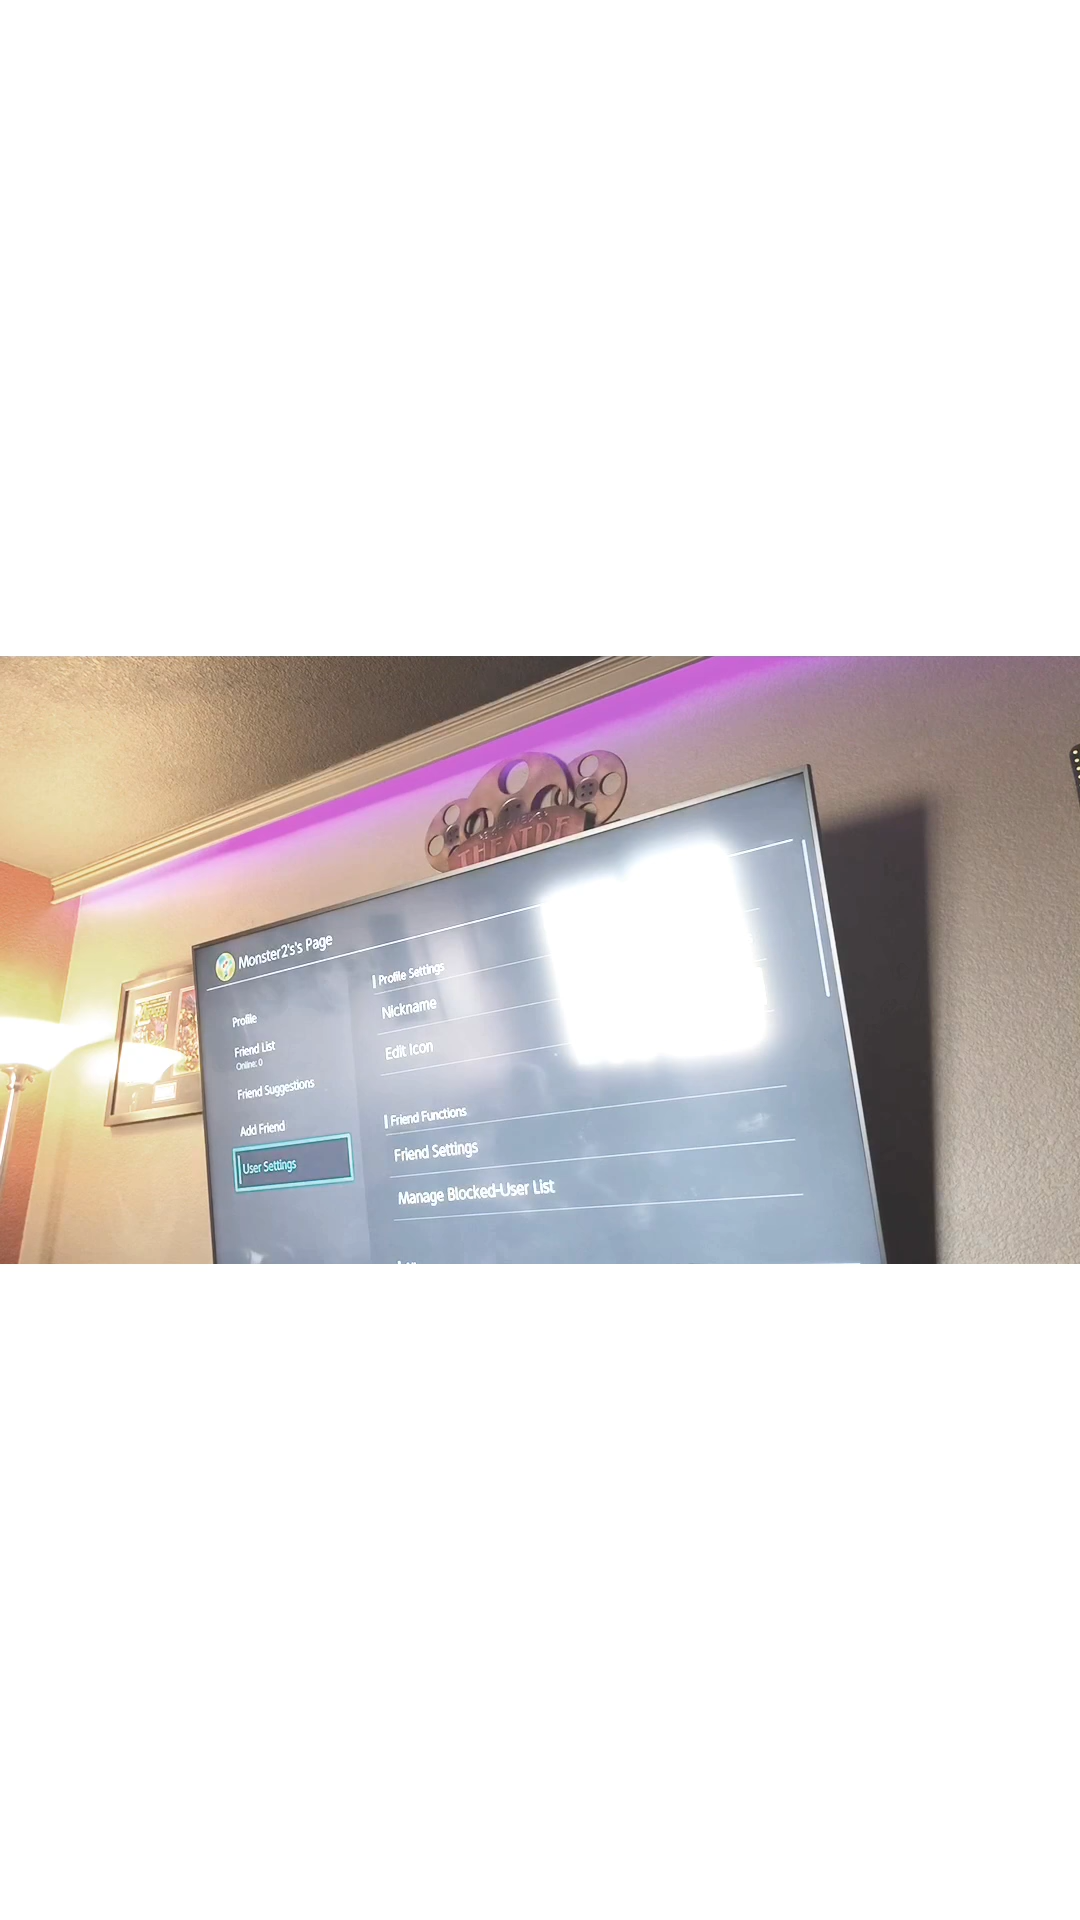 THEATRE
Monster2's's Page
Profile
Friend List
Online: 0
Friend Suggestions
Add Friend
User Settings
Profile Settings
Nickname
Edit Icon
Friend Functions
Friend Settings
Manage Blocked-User List